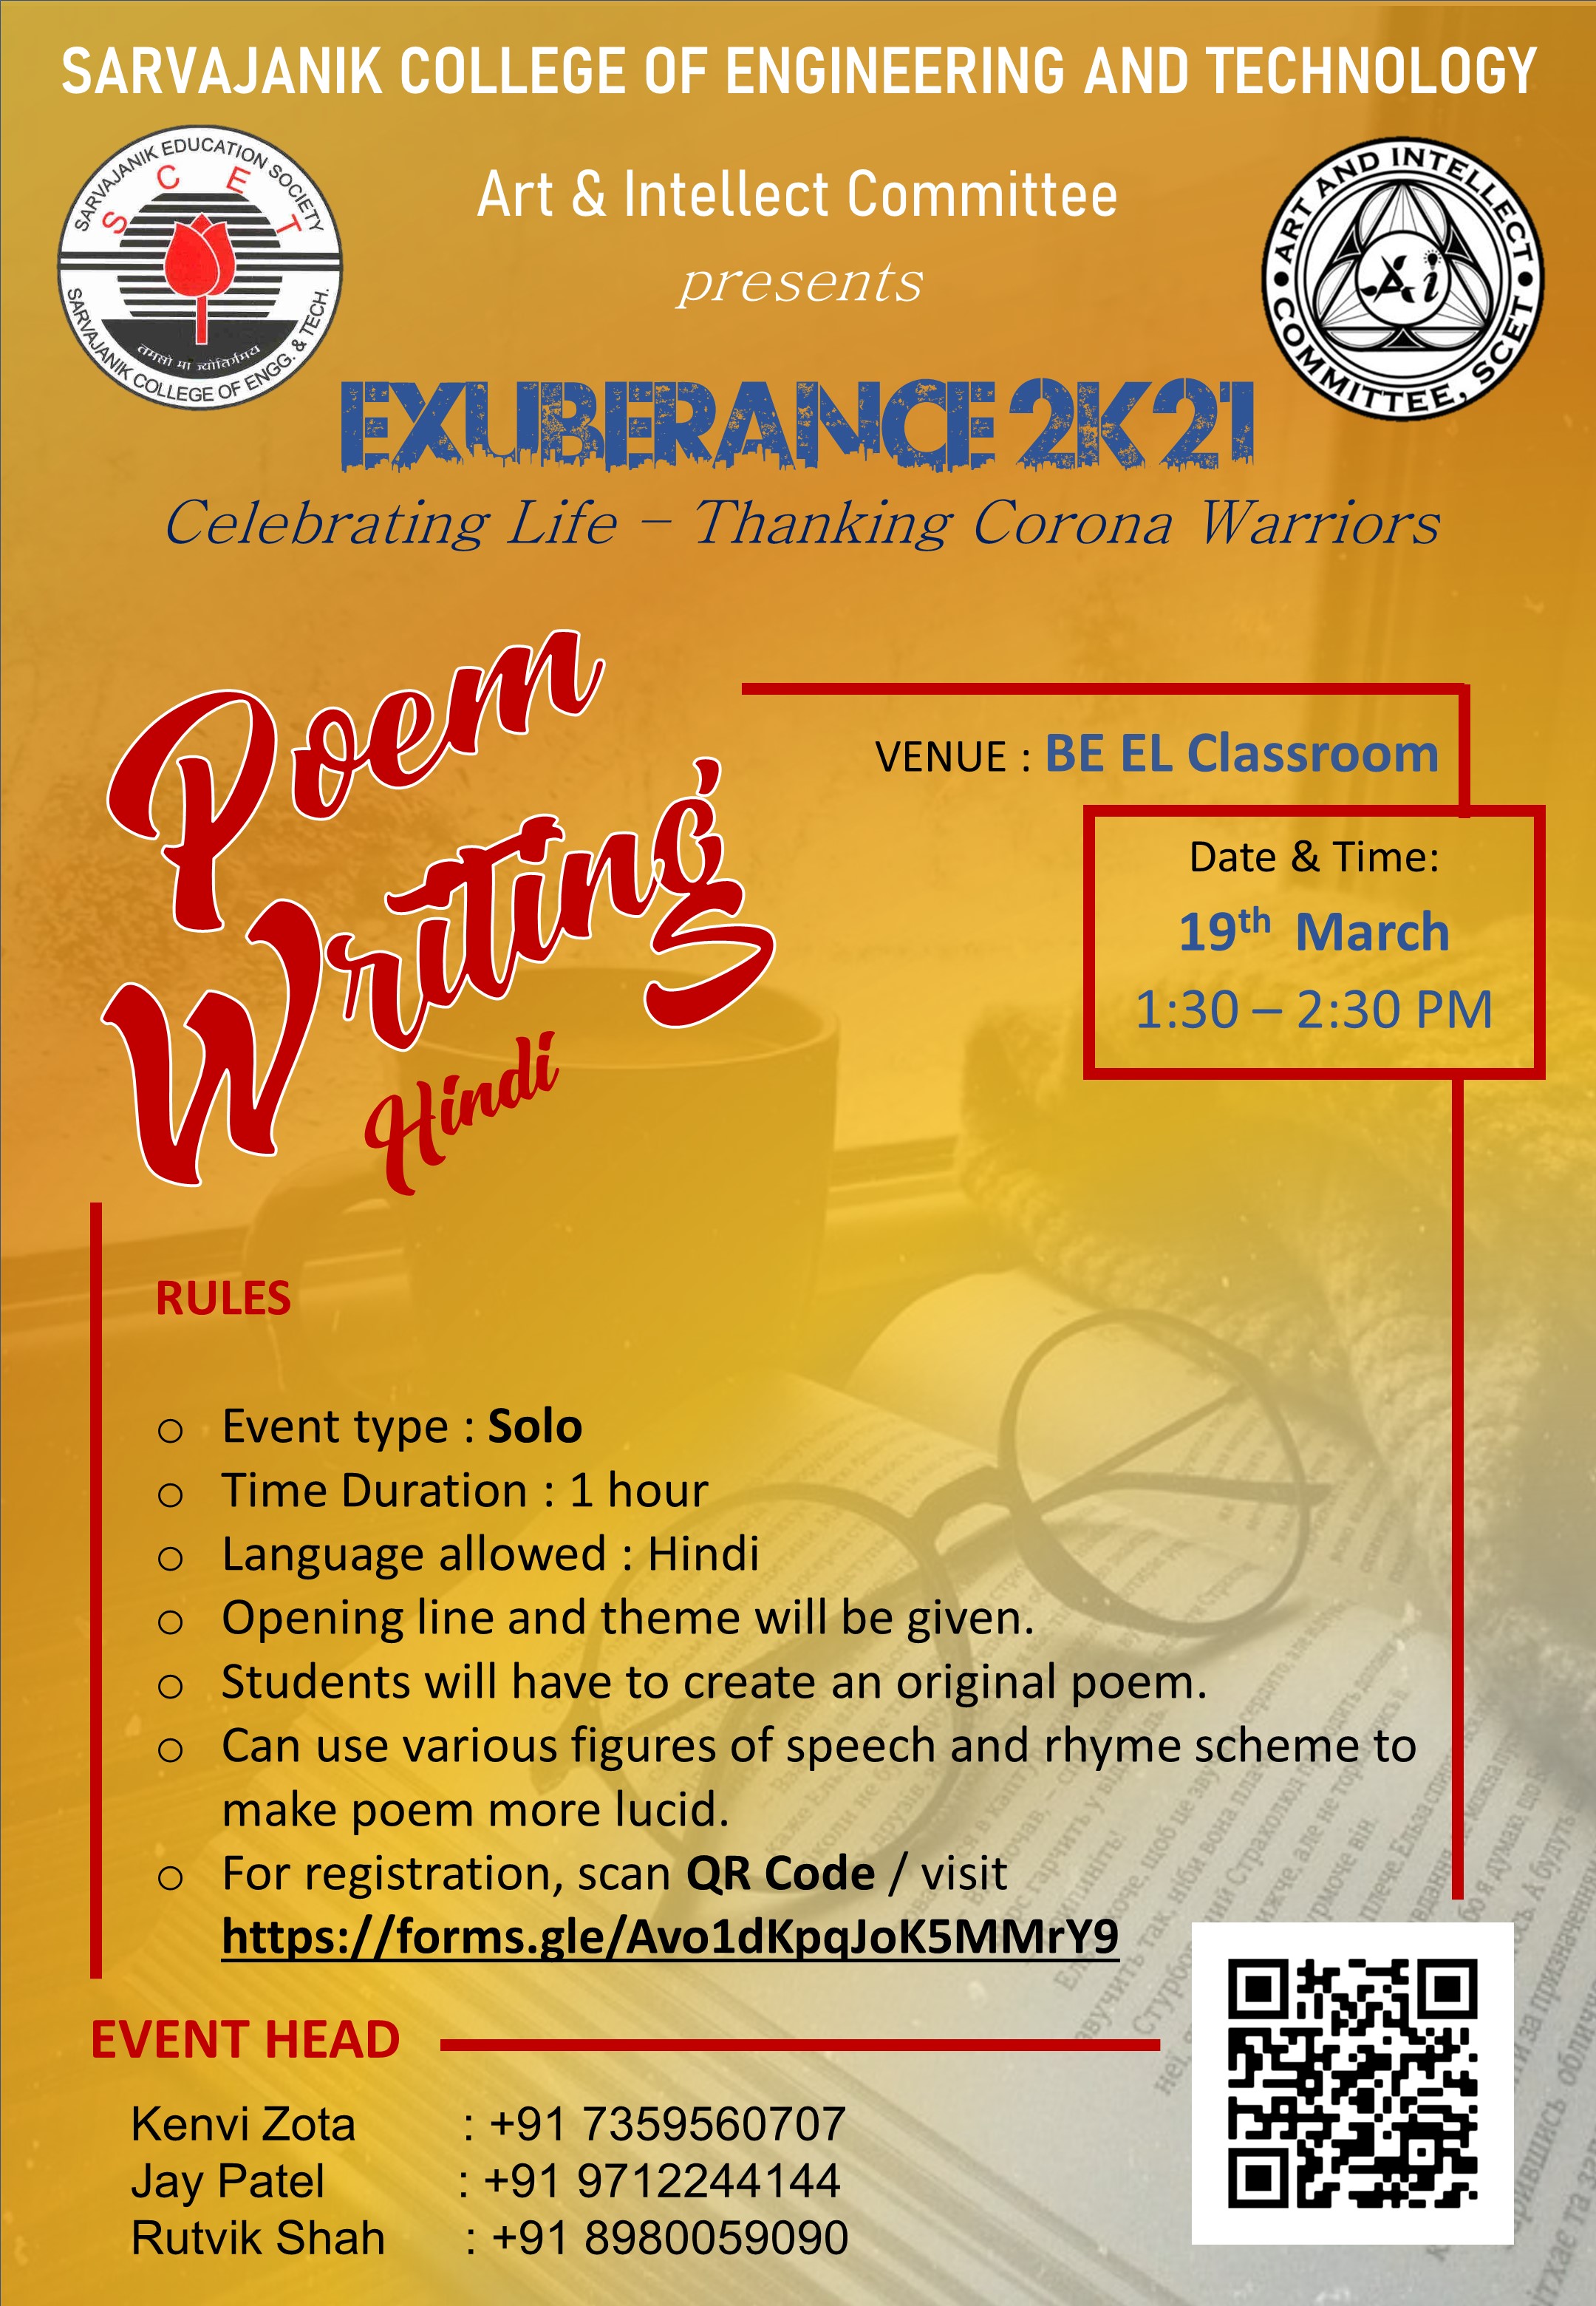 SARVAJANIK COLLEGE OF ENGINEERING AND TECHNOLOGY
SARVAJANIK EDUCATION SOCIETY
S C E T
तमसो मा ज्योतिर्गमय
SARVAJANIK COLLEGE OF ENGG. & TECH.
Art & Intellect Committee
presents
ART AND INTELLECT
Ai
COMMITTEE, SCET
EXUBERANCE 2K21
Celebrating Life – Thanking Corona Warriors
Poem
Writing
Hindi
VENUE : BE EL Classroom
Date & Time:
19th March
1:30 – 2:30 PM
RULES
o Event type : Solo
o Time Duration : 1 hour
o Language allowed : Hindi
o Opening line and theme will be given.
o Students will have to create an original poem.
o Can use various figures of speech and rhyme scheme to
make poem more lucid.
o For registration, scan QR Code / visit
https://forms.gle/Avo1dKpqJoK5MMrY9
EVENT HEAD
Kenvi Zota : +91 7359560707
Jay Patel : +91 9712244144
Rutvik Shah : +91 8980059090